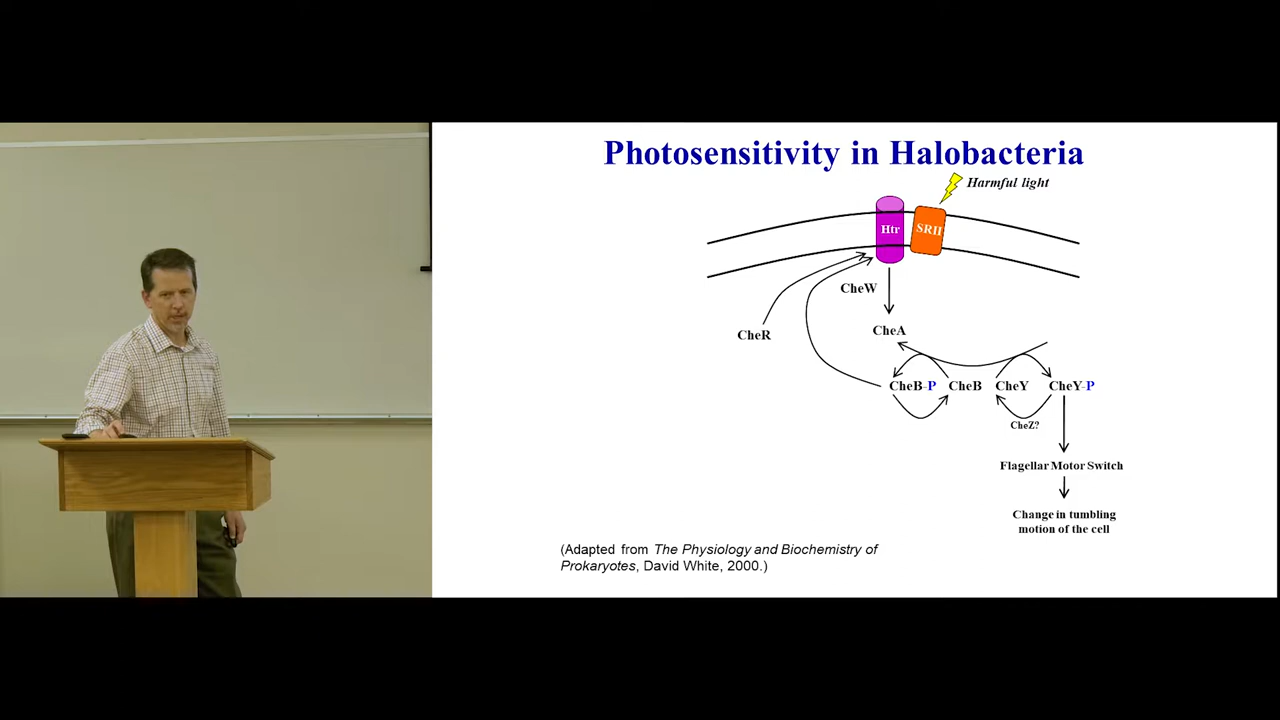 Photosensitivity in Halobacteria
Harmful light
Htr
SRII
CheW
CheR
CheA
CheB-P
CheB
CheY
CheY-P
CheZ?
Flagellar Motor Switch
Change in tumbling
motion of the cell
(Adapted from The Physiology and Biochemistry of
Prokaryotes, David White, 2000.)